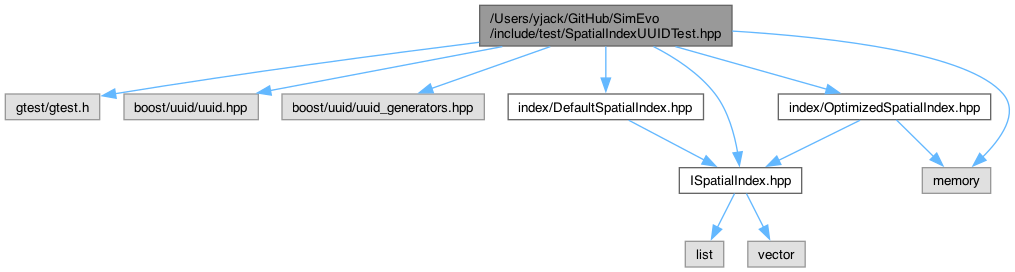 /Users/yjack/GitHub/SimEvo
/include/test/SpatialIndexUUIDTest.hpp
gtest/gtest.h
boost/uuid/uuid.hpp
boost/uuid/uuid_generators.hpp
index/DefaultSpatialIndex.hpp
index/OptimizedSpatialIndex.hpp
ISpatialIndex.hpp
memory
list
vector